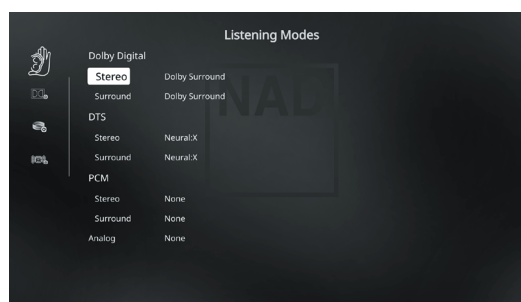 Listening Modes
Dolby Digital
Stereo Dolby Surround
Surround Dolby Surround
DTS
Stereo Neural:X
Surround Neural:X
PCM
Stereo None
Surround None
Analog None
NAD